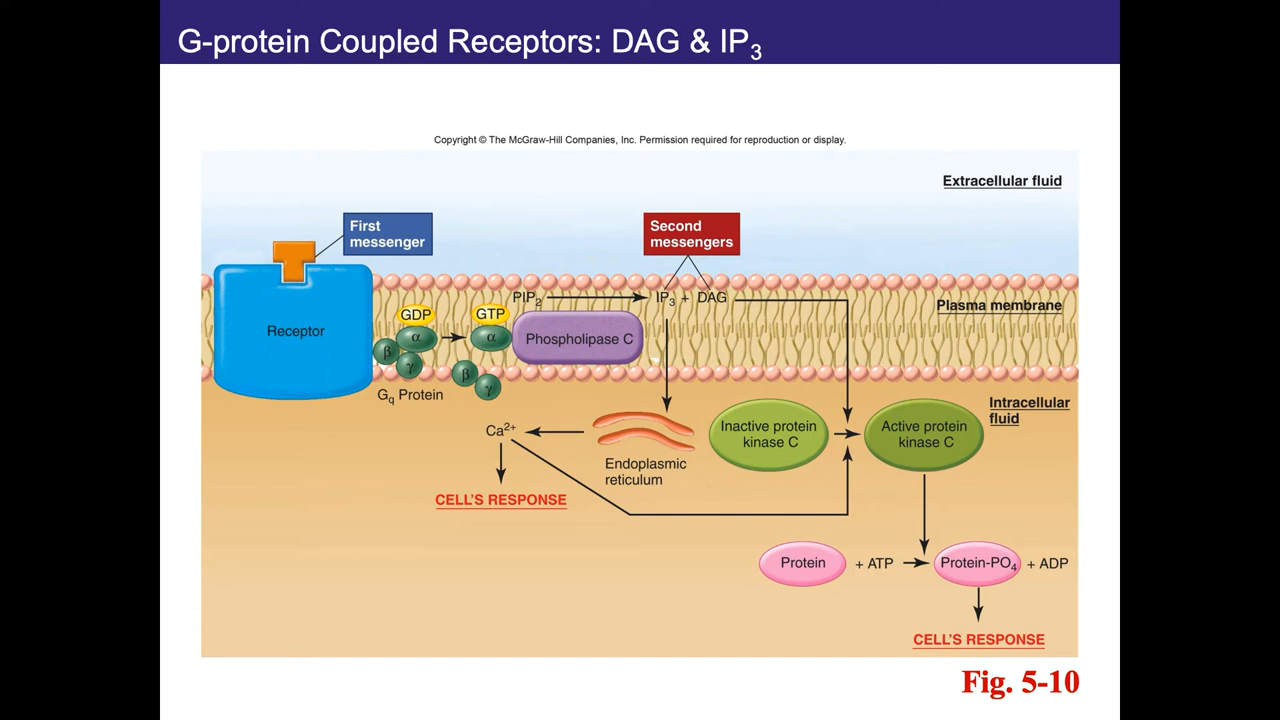 G-protein Coupled Receptors: DAG & IP3
Copyright © The McGraw-Hill Companies, Inc. Permission required for reproduction or display.
Extracellular fluid
First
messenger
Second
messengers
PIP2
IP3 + DAG
Plasma membrane
GDP
GTP
Receptor
α
α
Phospholipase C
β
γ
β
γ
Gq Protein
Intracellular
fluid
Ca2+
Inactive protein
kinase C
Active protein
kinase C
Endoplasmic
reticulum
CELL'S RESPONSE
Protein
+ ATP
Protein-PO4
+ ADP
CELL'S RESPONSE
Fig. 5-10